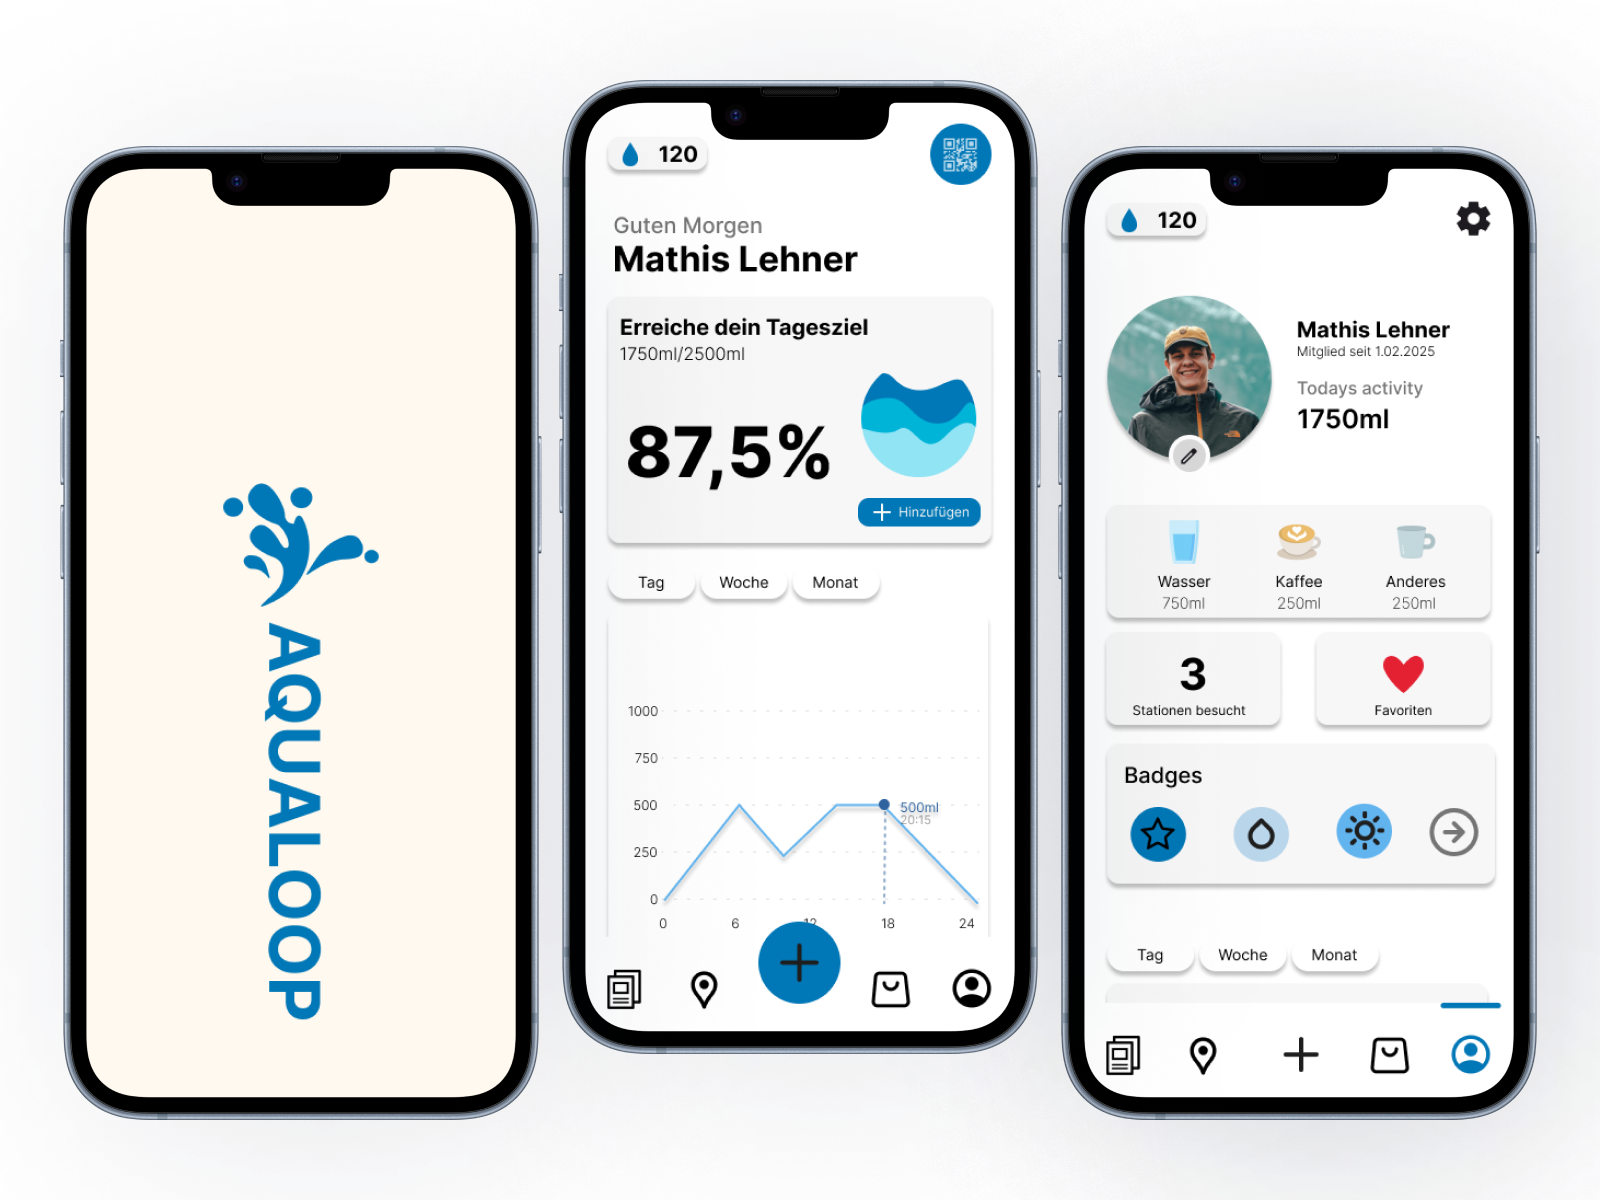 AQUALOOP
120
Guten Morgen
Mathis Lehner
Erreiche dein Tagesziel
1750ml/2500ml
87,5%
Hinzufügen
Tag Woche Monat
1000
750
500
500ml
20:15
250
0
0 6 12 18 24
120
Mathis Lehner
Mitglied seit 1.02.2025
Todays activity
1750ml
Wasser Kaffee Anderes
750ml 250ml 250ml
3
Stationen besucht
Favoriten
Badges
Tag Woche Monat